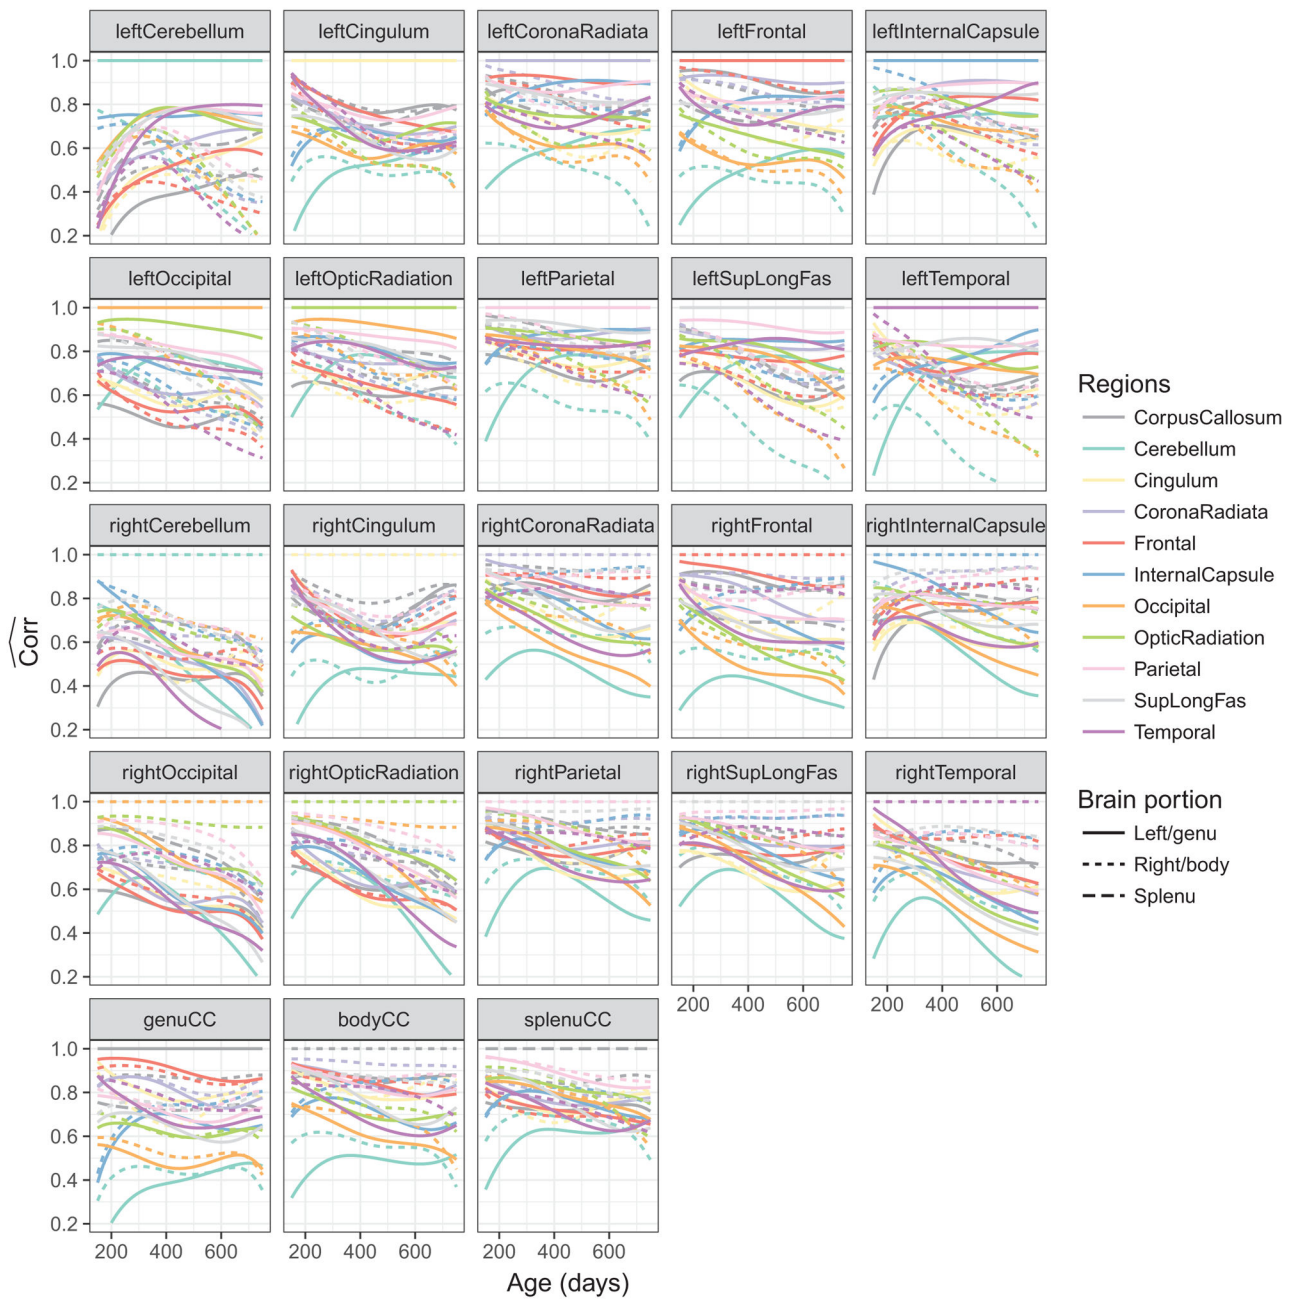 leftCerebellum leftCingulum leftCoronaRadiata leftFrontal leftInternalCapsule
1.0
0.8
0.6
0.4
0.2
leftOccipital leftOpticRadiation leftParietal leftSupLongFas leftTemporal
1.0
0.8
0.6
0.4
0.2
rightCerebellum rightCingulum rightCoronaRadiata rightFrontal rightInternalCapsule
1.0
0.8
0.6
0.4
0.2
Corr
rightOccipital rightOpticRadiation rightParietal rightSupLongFas rightTemporal
1.0
0.8
0.6
0.4
0.2
200 400 600 200 400 600
genuCC bodyCC splenuCC
1.0
0.8
0.6
0.4
0.2
200 400 600 200 400 600 200 400 600
Age (days)
Regions
CorpusCallosum
Cerebellum
Cingulum
CoronaRadiata
Frontal
InternalCapsule
Occipital
OpticRadiation
Parietal
SupLongFas
Temporal
Brain portion
Left/genu
Right/body
Splenu